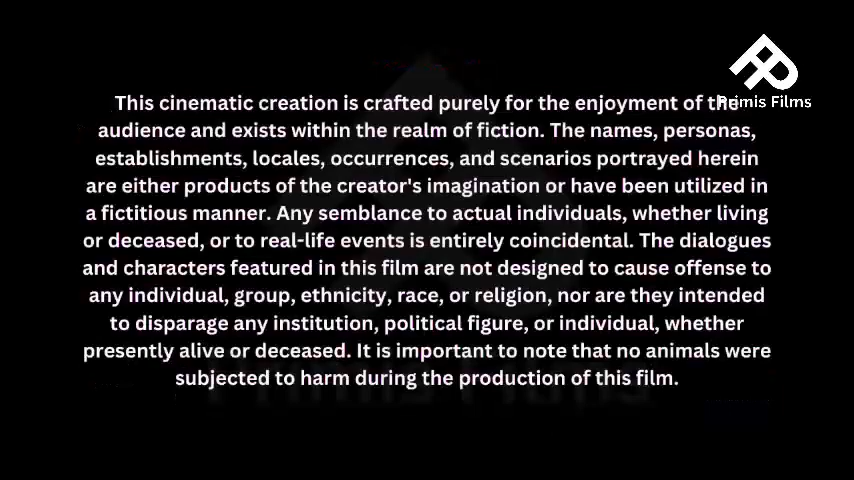 Primis Films
This cinematic creation is crafted purely for the enjoyment of the
audience and exists within the realm of fiction. The names, personas,
establishments, locales, occurrences, and scenarios portrayed herein
are either products of the creator's imagination or have been utilized in
a fictitious manner. Any semblance to actual individuals, whether living
or deceased, or to real-life events is entirely coincidental. The dialogues
and characters featured in this film are not designed to cause offense to
any individual, group, ethnicity, race, or religion, nor are they intended
to disparage any institution, political figure, or individual, whether
presently alive or deceased. It is important to note that no animals were
subjected to harm during the production of this film.